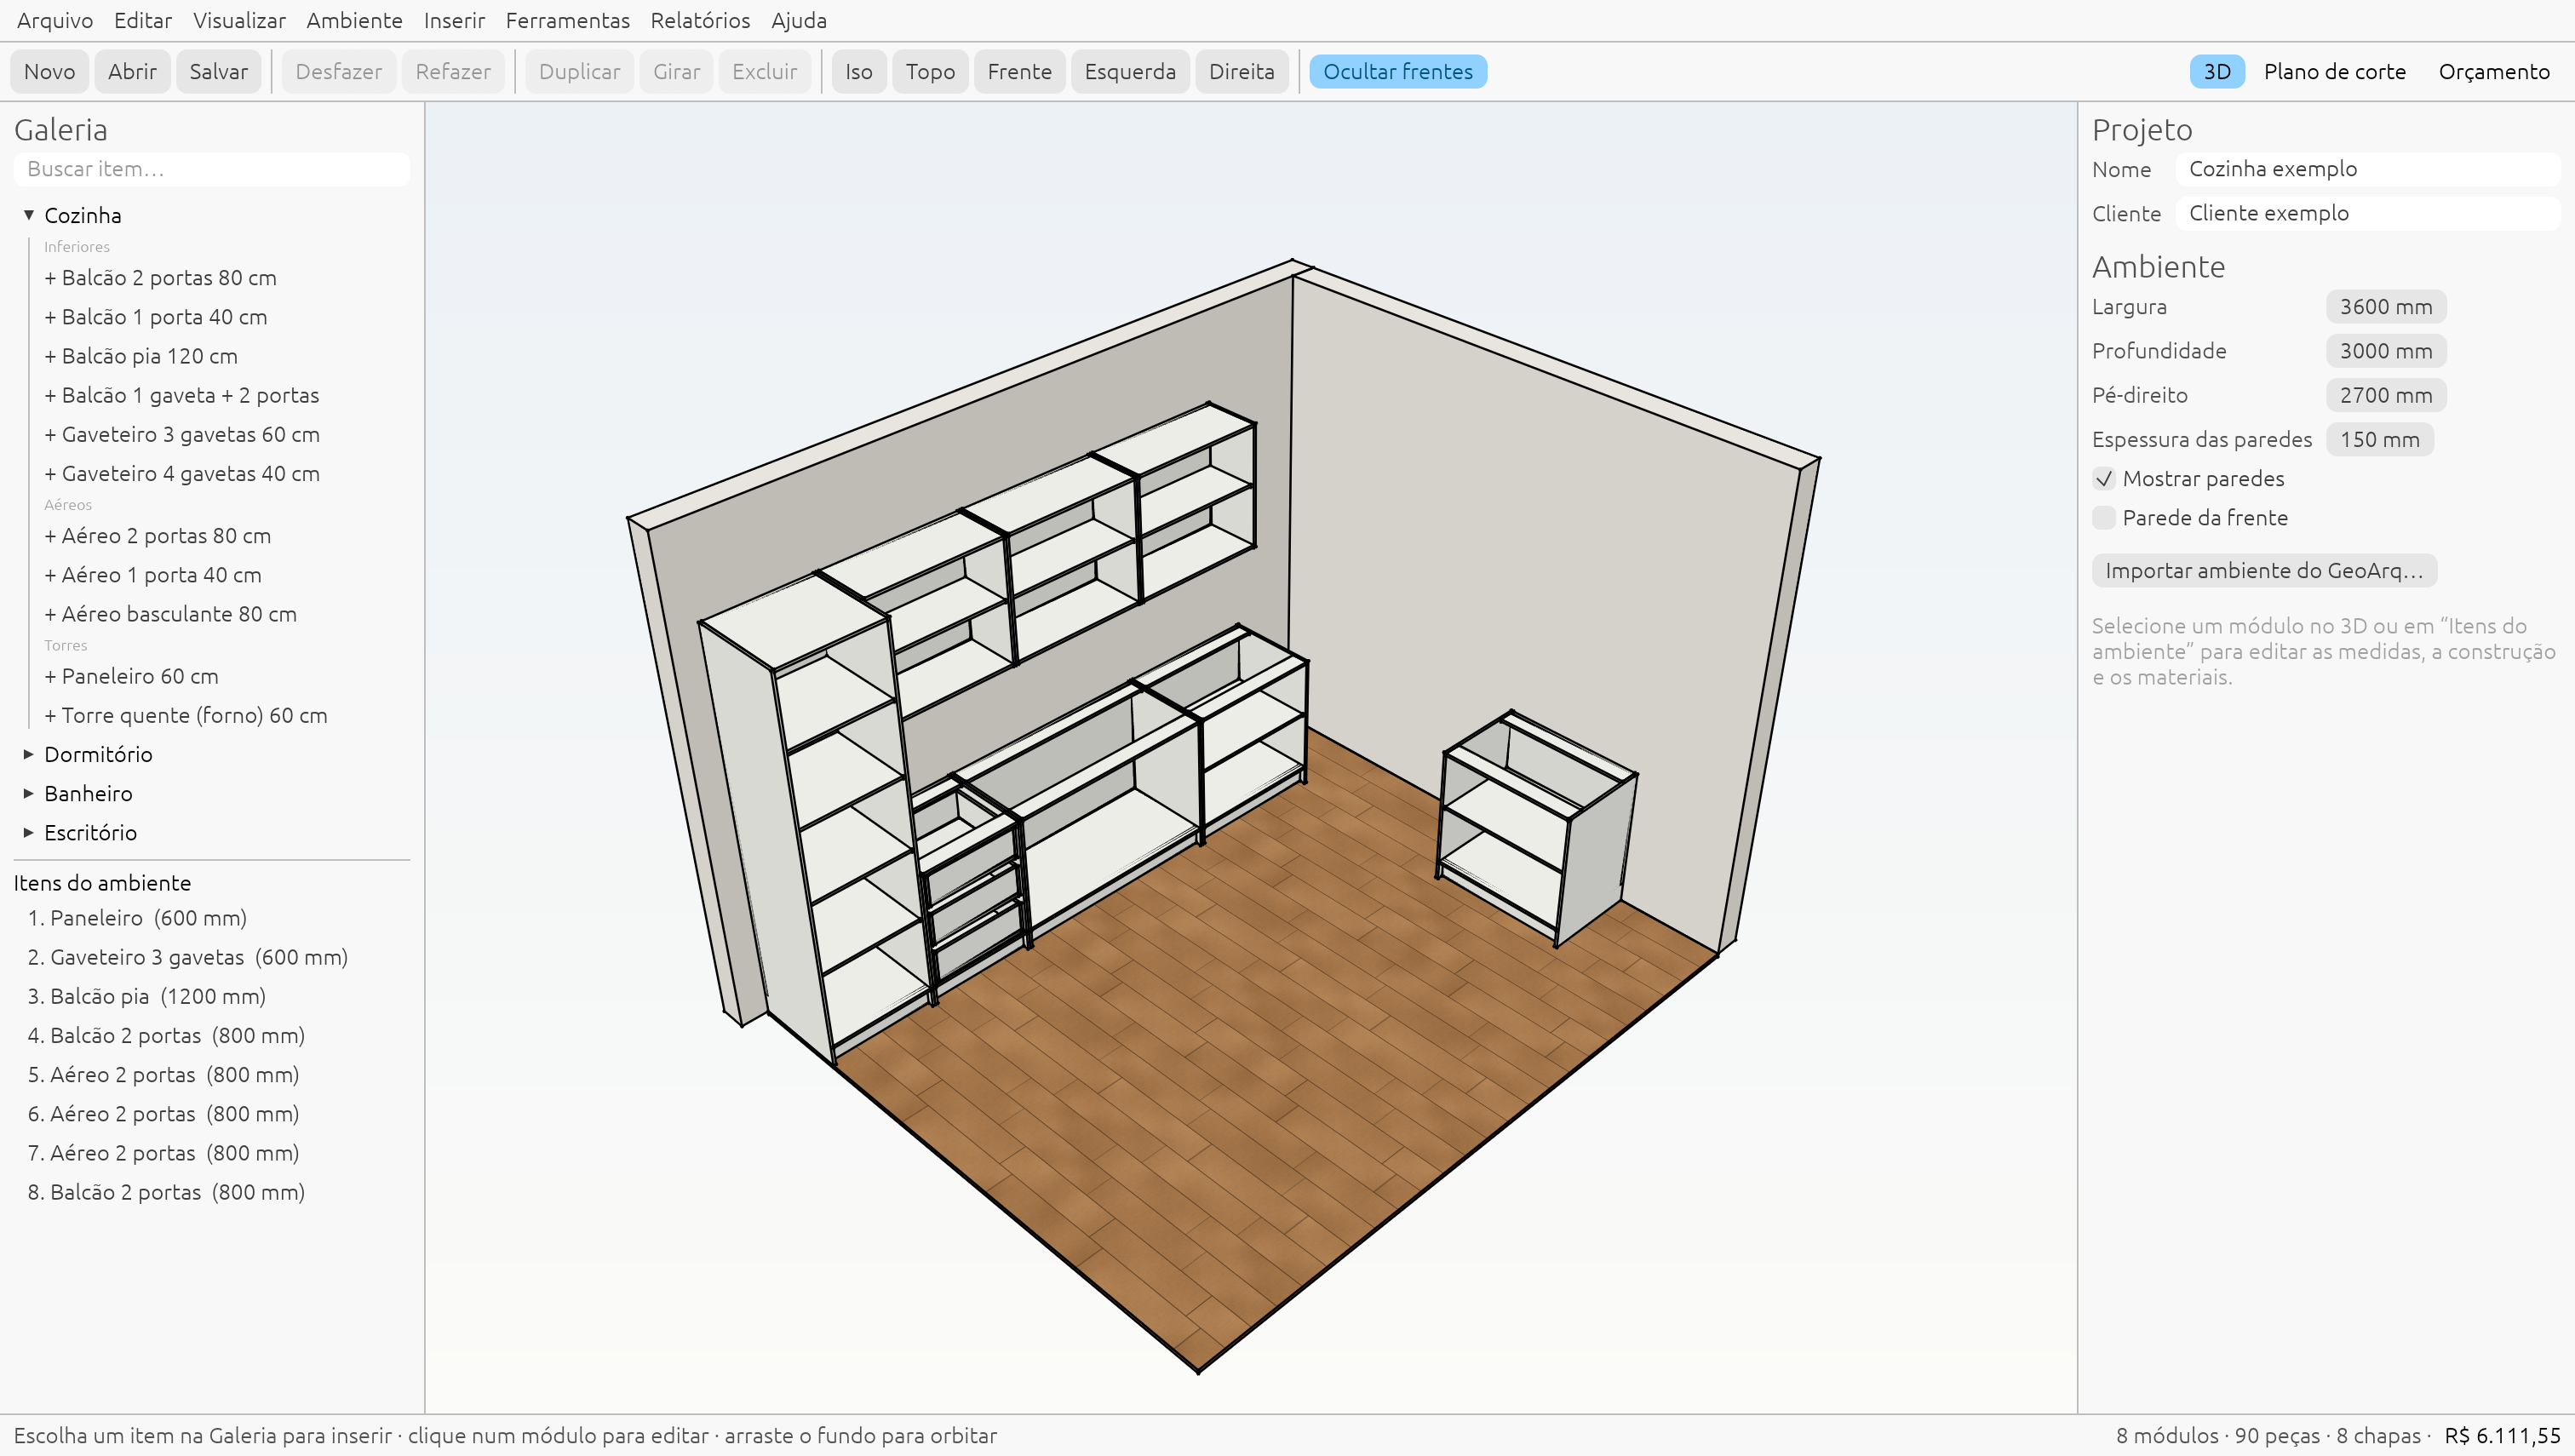 Arquivo Editar Visualizar Ambiente Inserir Ferramentas Relatórios Ajuda
Novo Abrir Salvar Desfazer Refazer Duplicar Girar Excluir Iso Topo Frente Esquerda Direita Ocultar frentes 3D Plano de corte Orçamento
Galeria
Buscar item…
▼ Cozinha
Inferiores
+ Balcão 2 portas 80 cm
+ Balcão 1 porta 40 cm
+ Balcão pia 120 cm
+ Balcão 1 gaveta + 2 portas
+ Gaveteiro 3 gavetas 60 cm
+ Gaveteiro 4 gavetas 40 cm
Aéreos
+ Aéreo 2 portas 80 cm
+ Aéreo 1 porta 40 cm
+ Aéreo basculante 80 cm
Torres
+ Paneleiro 60 cm
+ Torre quente (forno) 60 cm
▶ Dormitório
▶ Banheiro
▶ Escritório
Itens do ambiente
1. Paneleiro (600 mm)
2. Gaveteiro 3 gavetas (600 mm)
3. Balcão pia (1200 mm)
4. Balcão 2 portas (800 mm)
5. Aéreo 2 portas (800 mm)
6. Aéreo 2 portas (800 mm)
7. Aéreo 2 portas (800 mm)
8. Balcão 2 portas (800 mm)
Projeto
Nome Cozinha exemplo
Cliente Cliente exemplo
Ambiente
Largura 3600 mm
Profundidade 3000 mm
Pé-direito 2700 mm
Espessura das paredes 150 mm
Mostrar paredes
Parede da frente
Importar ambiente do GeoArq…
Selecione um módulo no 3D ou em “Itens do
ambiente” para editar as medidas, a construção
e os materiais.
Escolha um item na Galeria para inserir · clique num módulo para editar · arraste o fundo para orbitar
8 módulos · 90 peças · 8 chapas · R$ 6.111,55